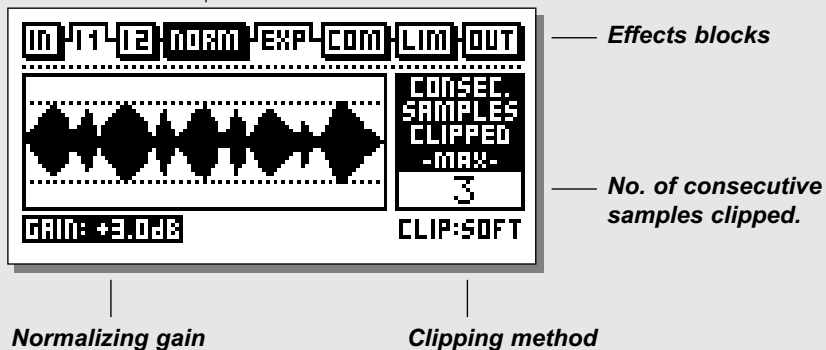 IN I1 I2 NORM EXP COM LIM OUT
Effects blocks
CONSEC.
SAMPLES
CLIPPED
-MAX-
3
No. of consecutive
samples clipped.
GAIN: +3.0dB
CLIP:SOFT
Normalizing gain
Clipping method